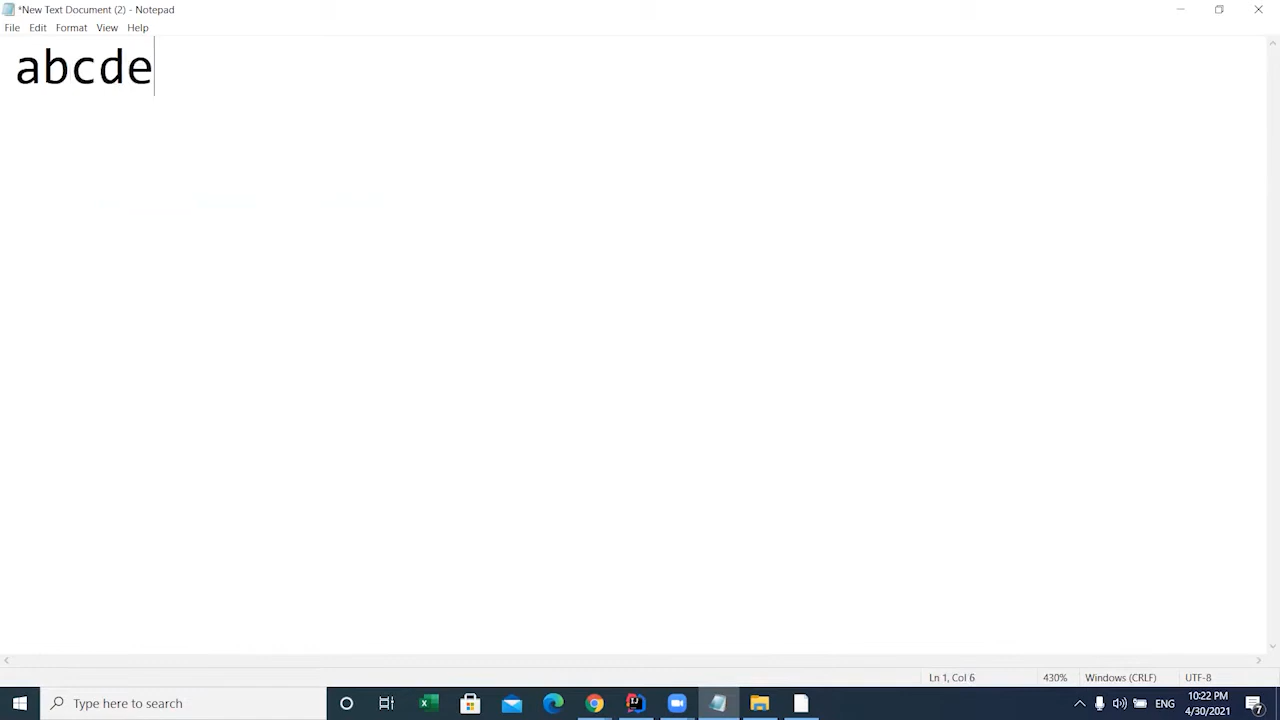 *New Text Document (2) - Notepad
File Edit Format View Help
abcde
Ln 1, Col 6 430% Windows (CRLF) UTF-8
Type here to search
ENG
10:22 PM
4/30/2021
7